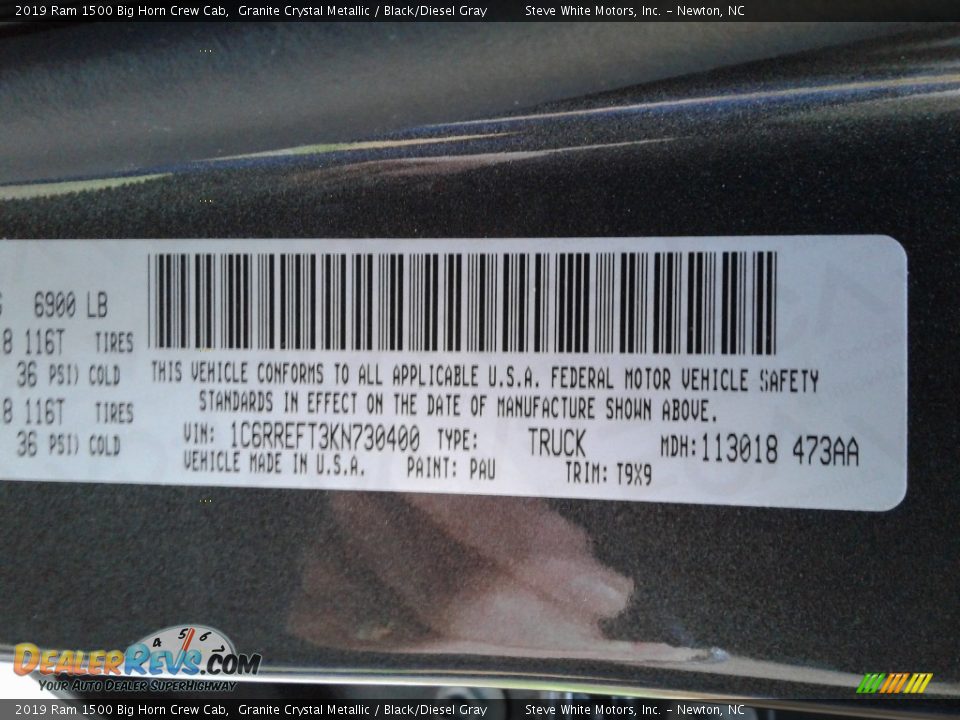 2019 Ram 1500 Big Horn Crew Cab,  Granite Crystal Metallic / Black/Diesel Gray  Steve White Motors, Inc. – Newton, NC
6900 LB
8 116T TIRES
36 PSI) COLD
8 116T TIRES
36 PSI) COLD
THIS VEHICLE CONFORMS TO ALL APPLICABLE U.S.A. FEDERAL MOTOR VEHICLE SAFETY
STANDARDS IN EFFECT ON THE DATE OF MANUFACTURE SHOWN ABOVE.
VIN: 1C6RREFT3KN730400 TYPE: TRUCK MDH:113018 473AA
VEHICLE MADE IN U.S.A. PAINT: PAU TRIM: T9X9
4 5 6
DEALERREVS.COM
YOUR AUTO DEALER SUPERHIGHWAY
2019 Ram 1500 Big Horn Crew Cab,  Granite Crystal Metallic / Black/Diesel Gray  Steve White Motors, Inc. – Newton, NC